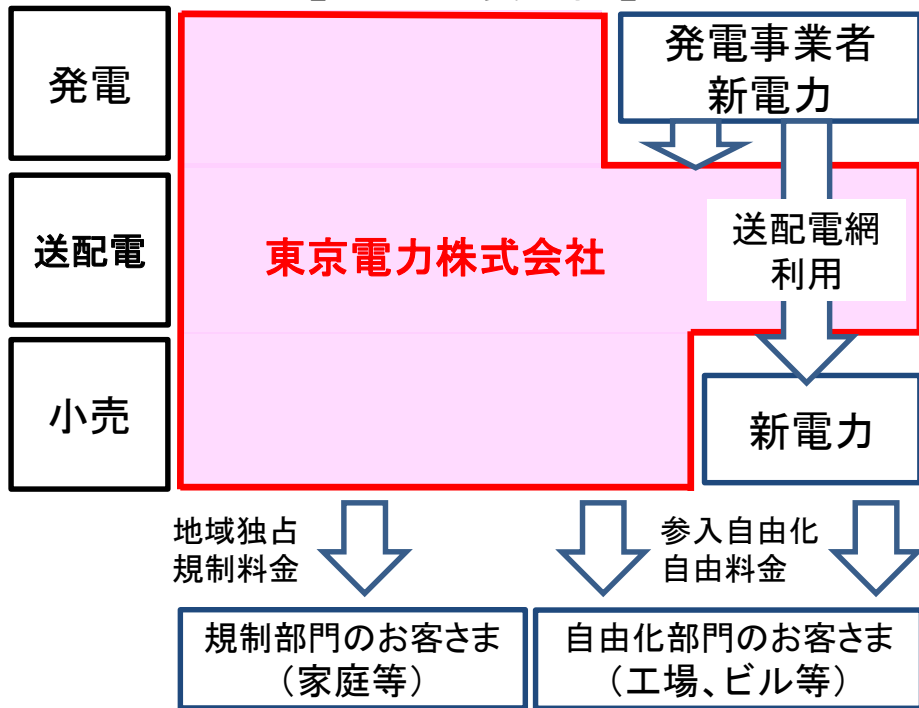 発電
発電事業者
新電力
送配電
東京電力株式会社
送配電網
利用
小売
新電力
地域独占
規制料金
参入自由化
自由料金
規制部門のお客さま
（家庭等）
自由化部門のお客さま
（工場、ビル等）